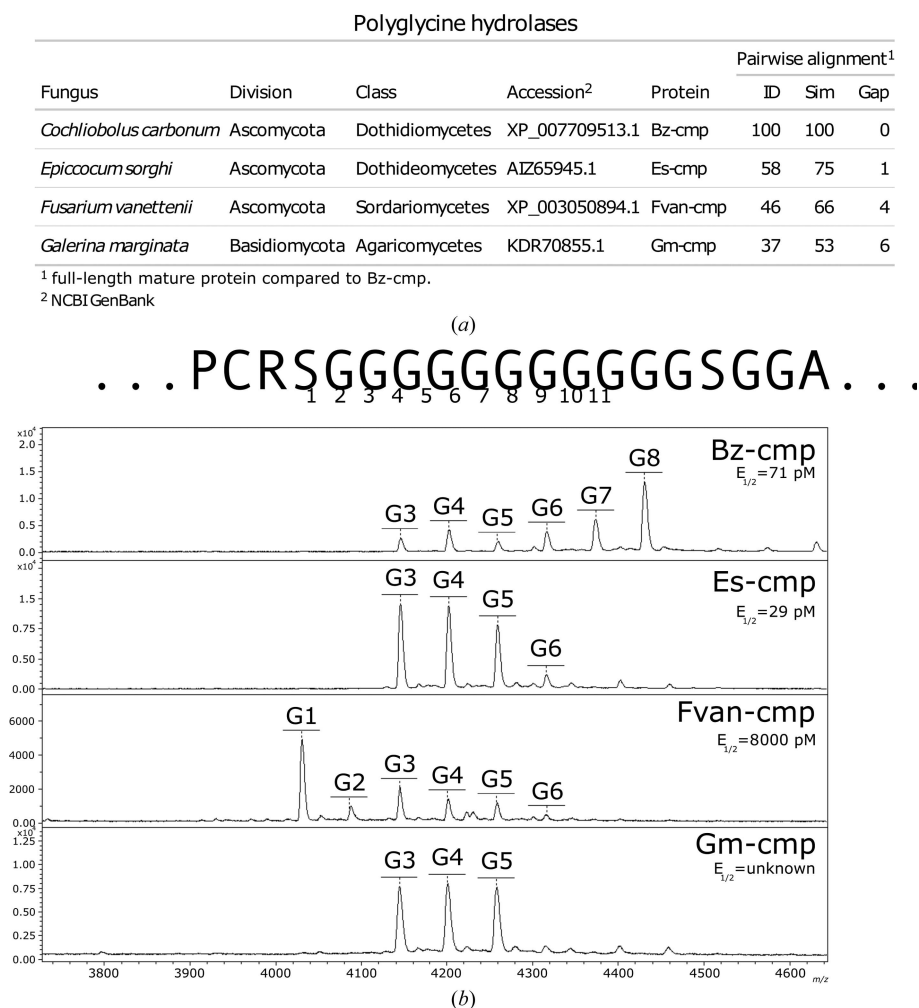 Polyglycine hydrolases
Pairwise alignment1
Fungus Division Class Accession2 Protein ID Sim Gap
Cochliobolus carbonum Ascomycota Dothidiomycetes XP_007709513.1 Bz-cmp 100 100 0
Epiccocum sorghi Ascomycota Dothideomycetes AIZ65945.1 Es-cmp 58 75 1
Fusarium vanettenii Ascomycota Sordariomycetes XP_003050894.1 Fvan-cmp 46 66 4
Galerina marginata Basidiomycota Agaricomycetes KDR70855.1 Gm-cmp 37 53 6
1 full-length mature protein compared to Bz-cmp.
2 NCBI GenBank
(a)
...PCRSGGGGGGGGGGGGGSGGA...
1 2 3 4 5 6 7 8 9 10 11
x104
2.0
1.5
1.0
0.5
0.0
G3 G4 G5 G6 G7 G8
Bz-cmp
E1/2=71 pM
x104
1.5
0.75
0.50
0.00
G3 G4 G5 G6
Es-cmp
E1/2=29 pM
6000
4000
2000
0.00
G1 G2 G3 G4 G5 G6
Fvan-cmp
E1/2=8000 pM
x10
1.25
1.00
0.75
0.50
0.25
0.00
G3 G4 G5
Gm-cmp
E1/2=unknown
3800 3900 4000 4100 4200 4300 4400 4500 4600
m/z
(b)